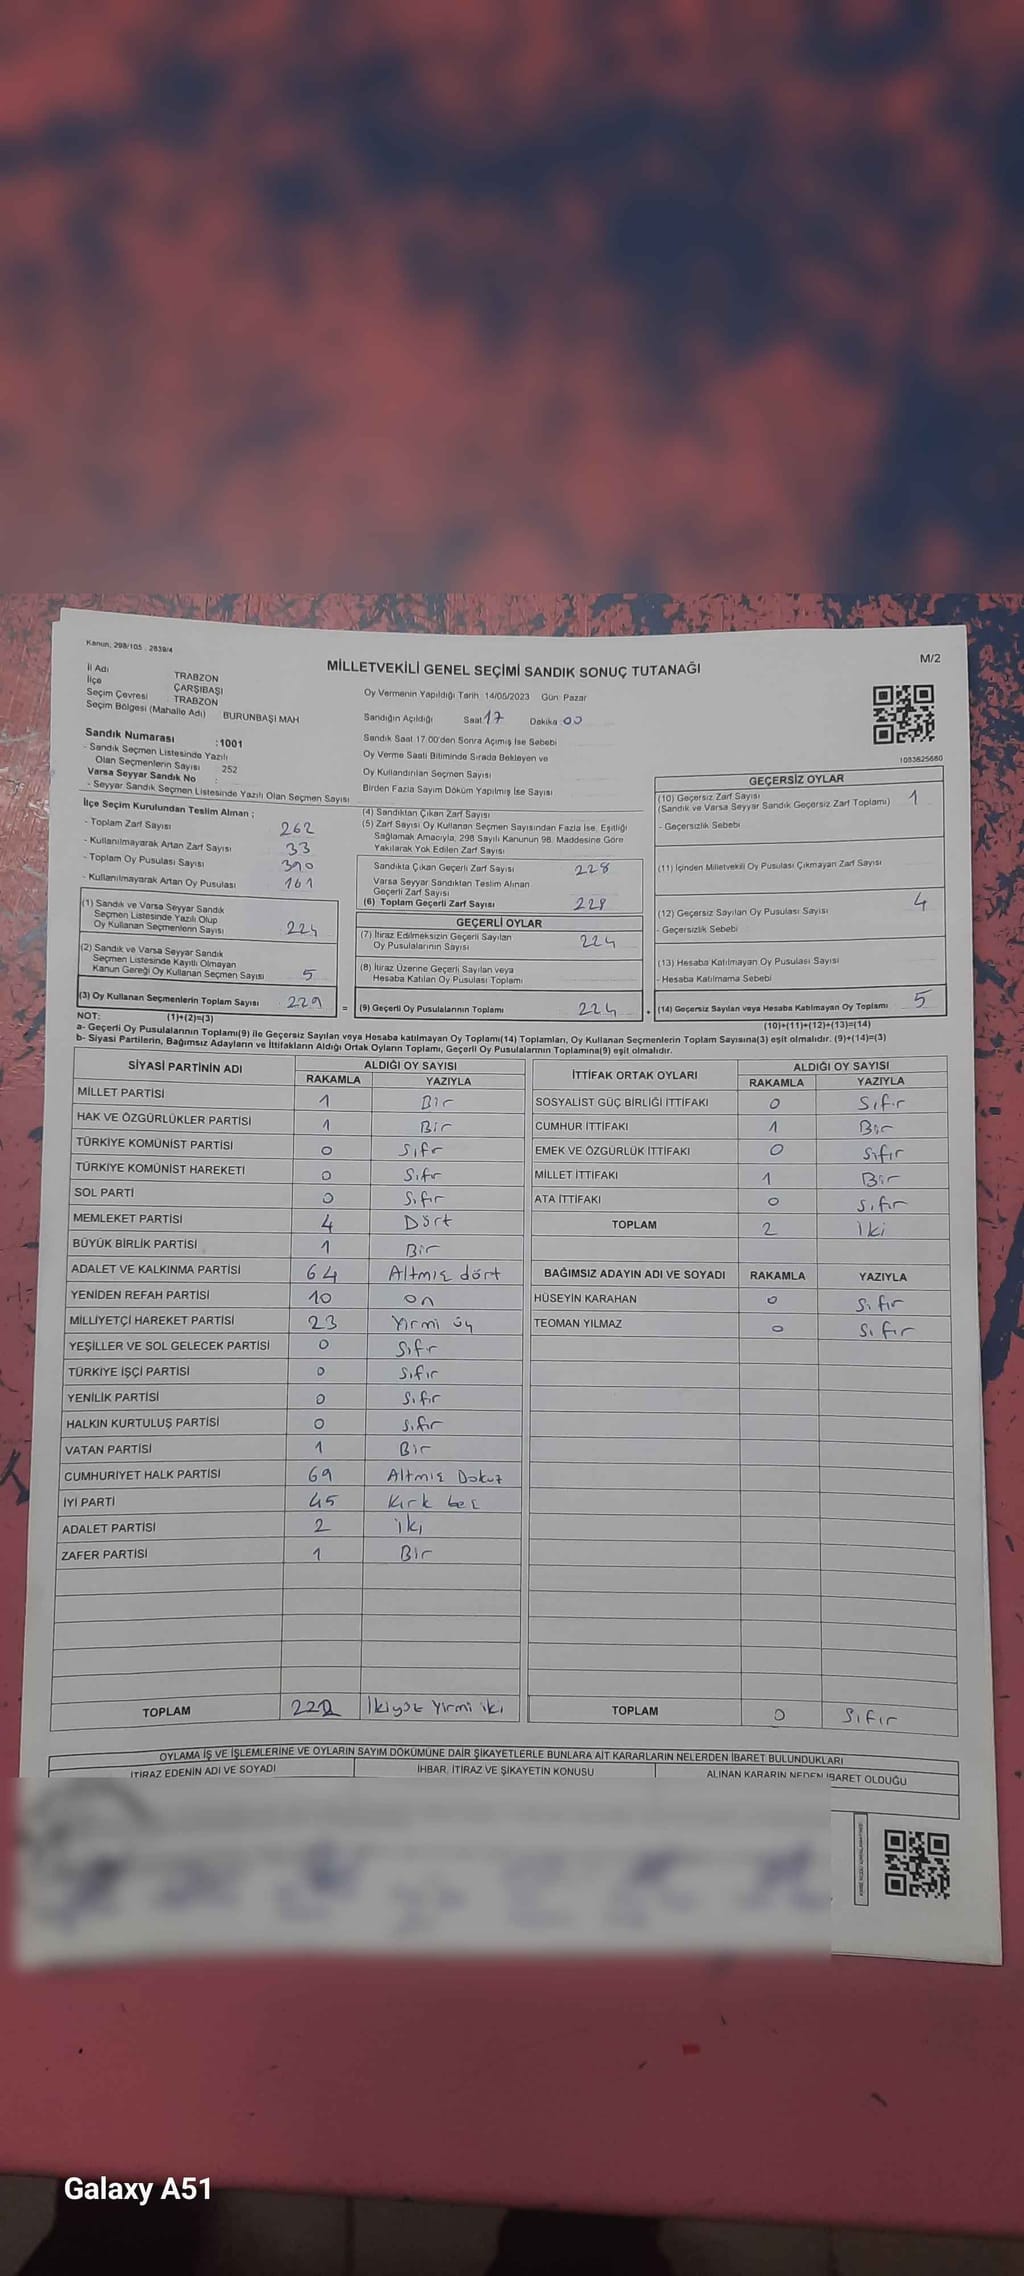 Kanun, 298/105 , 2839/4
MİLLETVEKİLİ GENEL SEÇİMİ SANDIK SONUÇ TUTANAĞI
M/2
İl Adı TRABZON
İlçe ÇARŞIBAŞI
Seçim Çevresi TRABZON
Seçim Bölgesi (Mahalle Adı) BURUNBAŞI MAH
Oy Vermenin Yapıldığı Tarih 14/05/2023 Gün: Pazar
Sandığın Açıldığı Saat 17 Dakika 00
Sandık Saat 17:00'den Sonra Açımış İse Sebebi
Oy Verme Saati Bitiminde Sırada Bekleyen ve
Oy Kullandırılan Seçmen Sayısı
Birden Fazla Sayım Döküm Yapılmış İse Sayısı
Sandık Numarası :1001
- Sandık Seçmen Listesinde Yazılı
Olan Seçmenlerin Sayısı 252
Varsa Seyyar Sandık No :
- Seyyar Sandık Seçmen Listesinde Yazılı Olan Seçmen Sayısı
İlçe Seçim Kurulundan Teslim Alınan ;
- Toplam Zarf Sayısı 262
- Kullanılmayarak Artan Zarf Sayısı 33
- Toplam Oy Pusulası Sayısı 390
- Kullanılmayarak Artan Oy Pusulası 161
(1) Sandık ve Varsa Seyyar Sandık
Seçmen Listesinde Yazılı Olup
Oy Kullanan Seçmenlerin Sayısı 224
(2) Sandık ve Varsa Seyyar Sandık
Seçmen Listesinde Kayıtlı Olmayan
Kanun Gereği Oy Kullanan Seçmen Sayısı 5
(3) Oy Kullanan Seçmenlerin Toplam Sayısı 229 =
(4) Sandıktan Çıkan Zarf Sayısı
(5) Zarf Sayısı Oy Kullanan Seçmen Sayısından Fazla İse, Eşitliği
Sağlamak Amacıyla, 298 Sayılı Kanunun 98. Maddesine Göre
Yakılarak Yok Edilen Zarf Sayısı
Sandıkta Çıkan Geçerli Zarf Sayısı 228
Varsa Seyyar Sandıktan Teslim Alınan
Geçerli Zarf Sayısı
(6) Toplam Geçerli Zarf Sayısı 228
GEÇERLİ OYLAR
(7) İtiraz Edilmeksizin Geçerli Sayılan
Oy Pusulalarının Sayısı 224
(8) İtiraz Üzerine Geçerli Sayılan veya
Hesaba Katılan Oy Pusulası Toplamı
(9) Geçerli Oy Pusulalarının Toplamı 224 +
1083625680
GEÇERSİZ OYLAR
(10) Geçersiz Zarf Sayısı
(Sandık ve Varsa Seyyar Sandık Geçersiz Zarf Toplamı) 1
- Geçersizlik Sebebi
(11) İçinden Milletvekili Oy Pusulası Çıkmayan Zarf Sayısı
(12) Geçersiz Sayılan Oy Pusulası Sayısı 4
- Geçersizlik Sebebi
(13) Hesaba Katılmayan Oy Pusulası Sayısı
- Hesaba Katılmama Sebebi
(14) Geçersiz Sayılan veya Hesaba Katılmayan Oy Toplamı 5
NOT: (1)+(2)=(3)
(10)+(11)+(12)+(13)=(14)
a- Geçerli Oy Pusulalarının Toplamı(9) ile Geçersiz Sayılan veya Hesaba katılmayan Oy Toplamı(14) Toplamları, Oy Kullanan Seçmenlerin Toplam Sayısına(3) eşit olmalıdır. (9)+(14)=(3)
b- Siyasi Partilerin, Bağımsız Adayların ve İttifakların Aldığı Ortak Oyların Toplamı, Geçerli Oy Pusulalarının Toplamına(9) eşit olmalıdır.
SİYASİ PARTİNİN ADI ALDIĞI OY SAYISI
RAKAMLA YAZIYLA
MİLLET PARTİSİ 1 Bir
HAK VE ÖZGÜRLÜKLER PARTİSİ 1 Bir
TÜRKİYE KOMÜNİST PARTİSİ 0 Sıfr
TÜRKİYE KOMÜNİST HAREKETİ 0 Sıfr
SOL PARTİ 0 Sıfır
MEMLEKET PARTİSİ 4 Dört
BÜYÜK BİRLİK PARTİSİ 1 Bir
ADALET VE KALKINMA PARTİSİ 64 Altmış dört
YENİDEN REFAH PARTİSİ 10 on
MİLLİYETÇİ HAREKET PARTİSİ 23 Yirmi üç
YEŞİLLER VE SOL GELECEK PARTİSİ 0 Sıfr
TÜRKİYE İŞÇİ PARTİSİ 0 Sıfır
YENİLİK PARTİSİ 0 Sıfır
HALKIN KURTULUŞ PARTİSİ 0 Sıfır
VATAN PARTİSİ 1 Bir
CUMHURİYET HALK PARTİSİ 69 Altmış Dokuz
İYİ PARTİ 45 Kırk beş
ADALET PARTİSİ 2 iki
ZAFER PARTİSİ 1 Bir
TOPLAM 222 İkiyüz Yirmi iki
İTTİFAK ORTAK OYLARI ALDIĞI OY SAYISI
RAKAMLA YAZIYLA
SOSYALİST GÜÇ BİRLİĞİ İTTİFAKI 0 Sıfır
CUMHUR İTTİFAKI 1 Bir
EMEK VE ÖZGÜRLÜK İTTİFAKI 0 Sıfır
MİLLET İTTİFAKI 1 Bir
ATA İTTİFAKI 0 Sıfır
TOPLAM 2 İki
BAĞIMSIZ ADAYIN ADI VE SOYADI RAKAMLA YAZIYLA
HÜSEYİN KARAHAN 0 Sıfır
TEOMAN YILMAZ 0 Sıfır
TOPLAM 0 Sıfır
OYLAMA İŞ VE İŞLEMLERİNE VE OYLARIN SAYIM DÖKÜMÜNE DAİR ŞİKAYETLERLE BUNLARA AİT KARARLARIN NELERDEN İBARET BULUNDUKLARI
İTİRAZ EDENİN ADI VE SOYADI İHBAR, İTİRAZ VE ŞİKAYETİN KONUSU ALINAN KARARIN NEDEN İBARET OLDUĞU
Galaxy A51